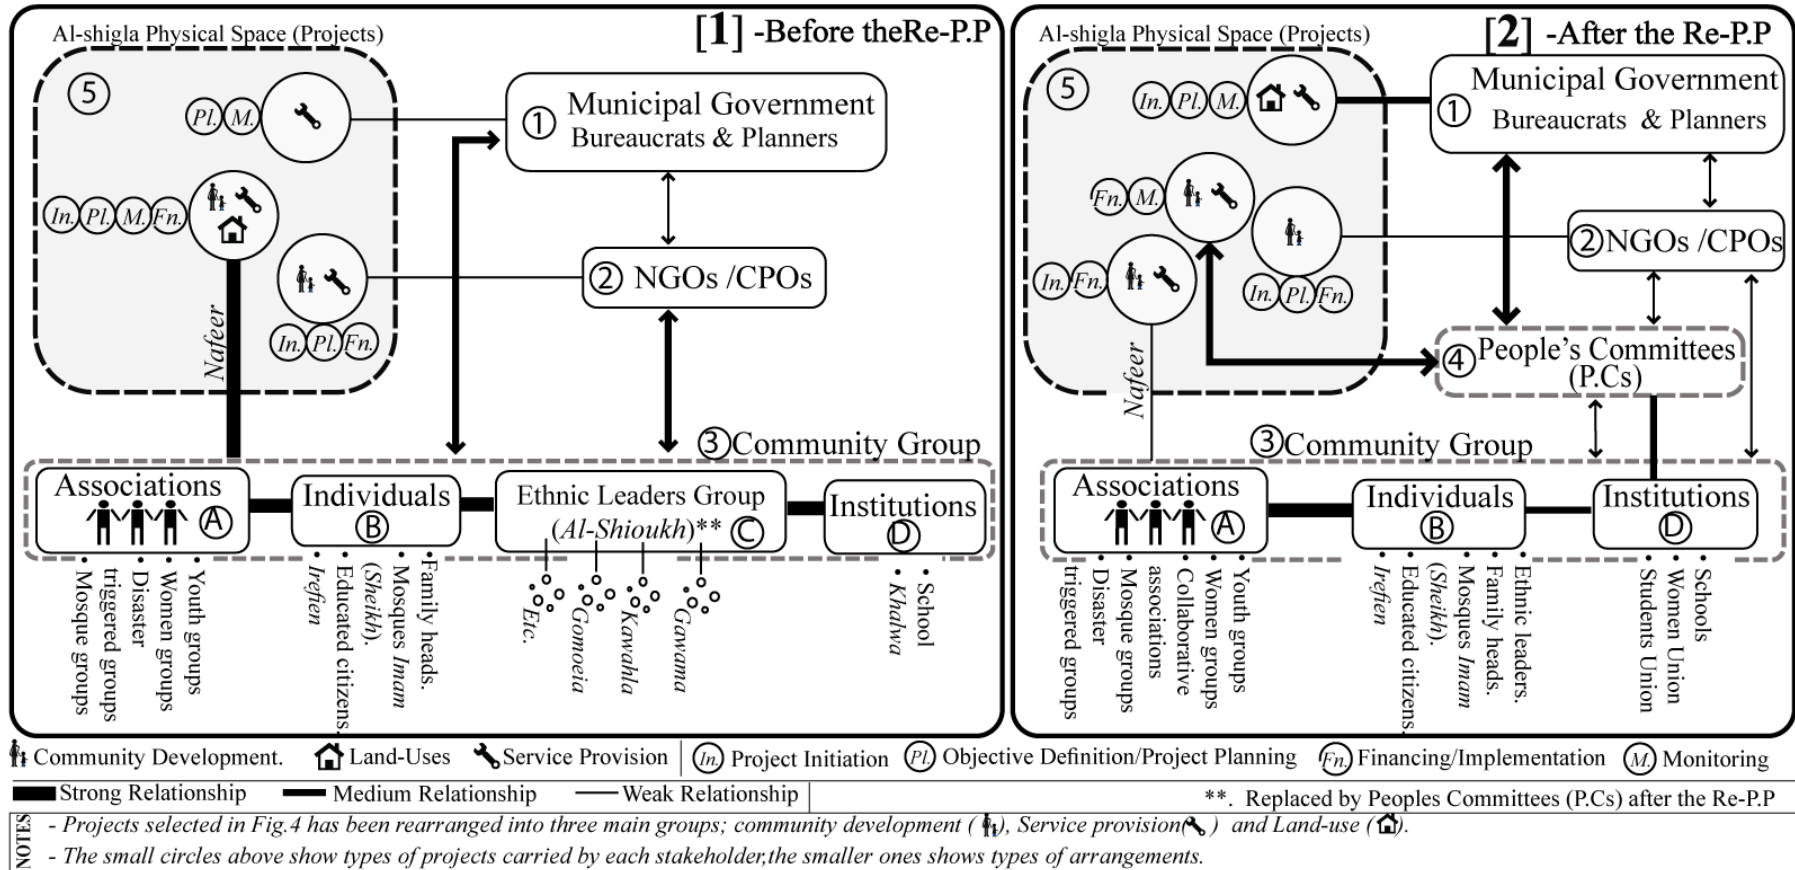 [1] -Before theRe-P.P
Al-shigla Physical Space (Projects)
5
Pl. M.
In. Pl. M. Fn.
In. Pl. Fn.
Nafeer
1 Municipal Government
Bureaucrats & Planners
2 NGOs /CPOs
3 Community Group
Associations
A
Individuals
B
Ethnic Leaders Group
(Al-Shioukh)** C
Institutions
D
• Mosque groups
triggered groups
• Disaster
• Women groups
• Youth groups
• Irefien
• Educated citizens.
(Sheikh).
• Mosques Imam
• Family heads.
Etc.
Gomoeia
Kawahla
Gawama
• Khalwa
• School
[2] -After the Re-P.P
Al-shigla Physical Space (Projects)
5
In. Pl. M.
Fn. M.
In. Fn.
In. Pl. Fn.
Nafeer
1 Municipal Government
Bureaucrats & Planners
2 NGOs /CPOs
4 People's Committees
(P.Cs)
3 Community Group
Associations
A
Individuals
B
Institutions
D
triggered groups
• Disaster
• Mosque groups
associations
• Collaborative
• Women groups
• Youth groups
• Irefien
• Educated citizens.
(Sheikh).
• Mosques Imam
• Family heads.
• Ethnic leaders.
• Students Union
• Women Union
• Schools
Community Development. Land-Uses Service Provision In. Project Initiation Pl. Objective Definition/Project Planning Fn. Financing/Implementation M. Monitoring
Strong Relationship Medium Relationship Weak Relationship **. Replaced by Peoples Committees (P.Cs) after the Re-P.P
NOTES
- Projects selected in Fig.4 has been rearranged into three main groups; community development ( ), Service provision( ) and Land-use ( ).
- The small circles above show types of projects carried by each stakeholder,the smaller ones shows types of arrangements.